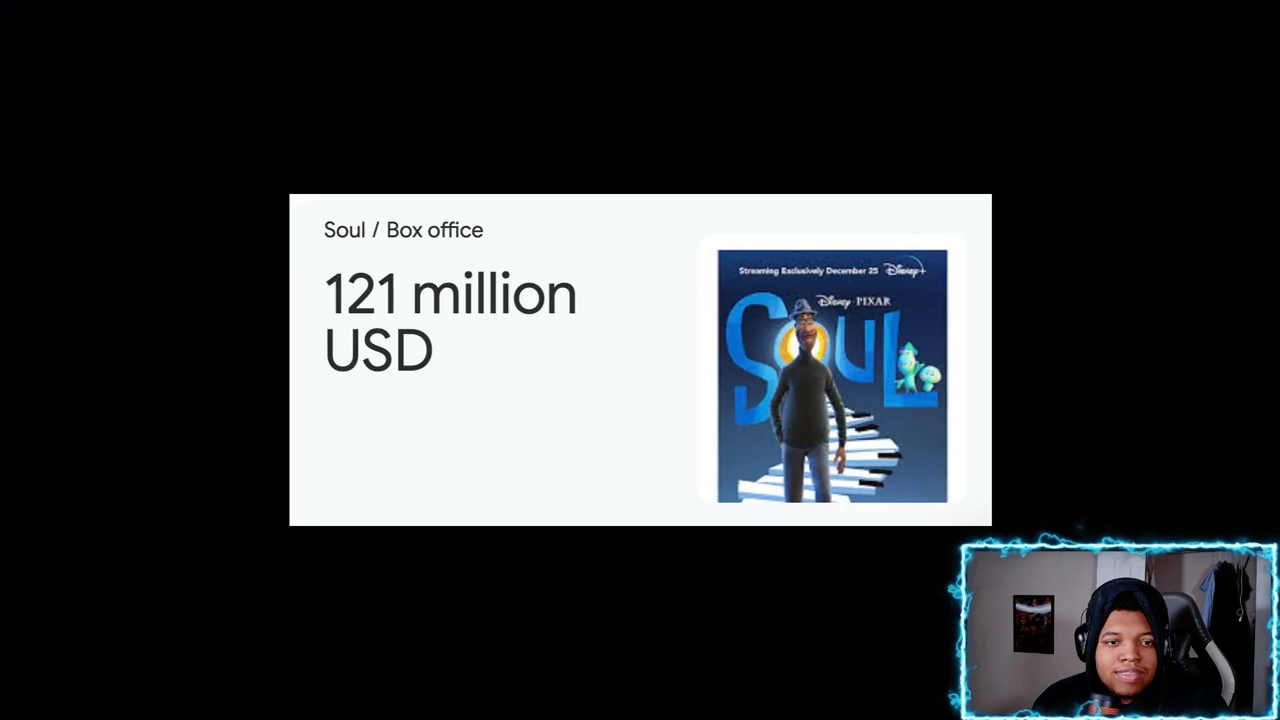 Soul / Box office
121 million
USD
Streaming Exclusively December 25 Disney+
Disney · PIXAR
SOUL